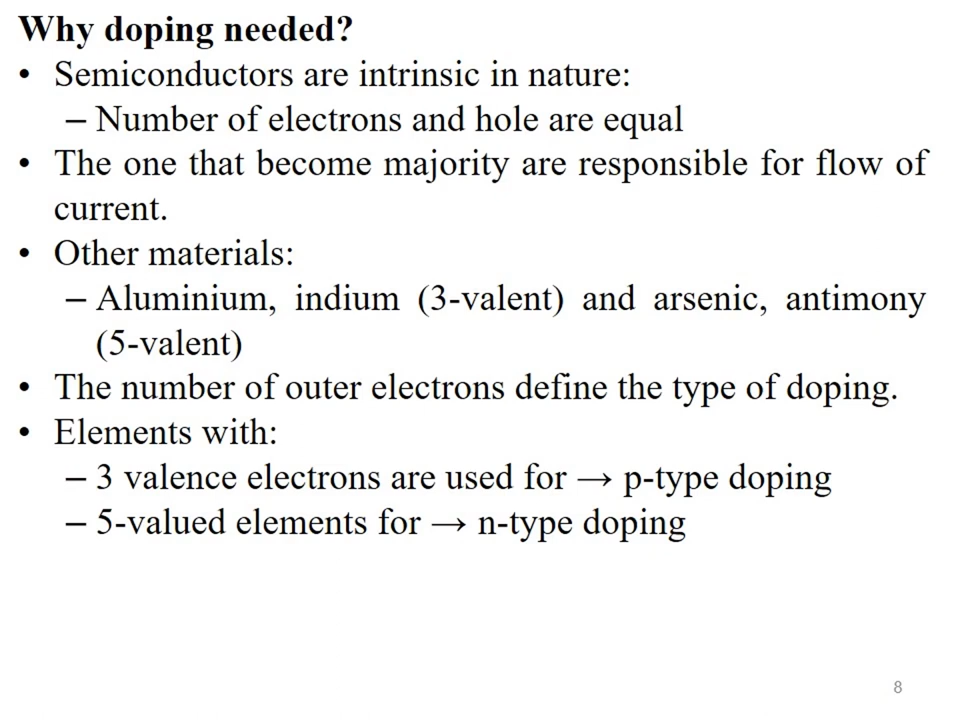 Why doping needed?
• Semiconductors are intrinsic in nature:
– Number of electrons and hole are equal
• The one that become majority are responsible for flow of
current.
• Other materials:
– Aluminium, indium (3-valent) and arsenic, antimony
(5-valent)
• The number of outer electrons define the type of doping.
• Elements with:
– 3 valence electrons are used for → p-type doping
– 5-valued elements for → n-type doping
8